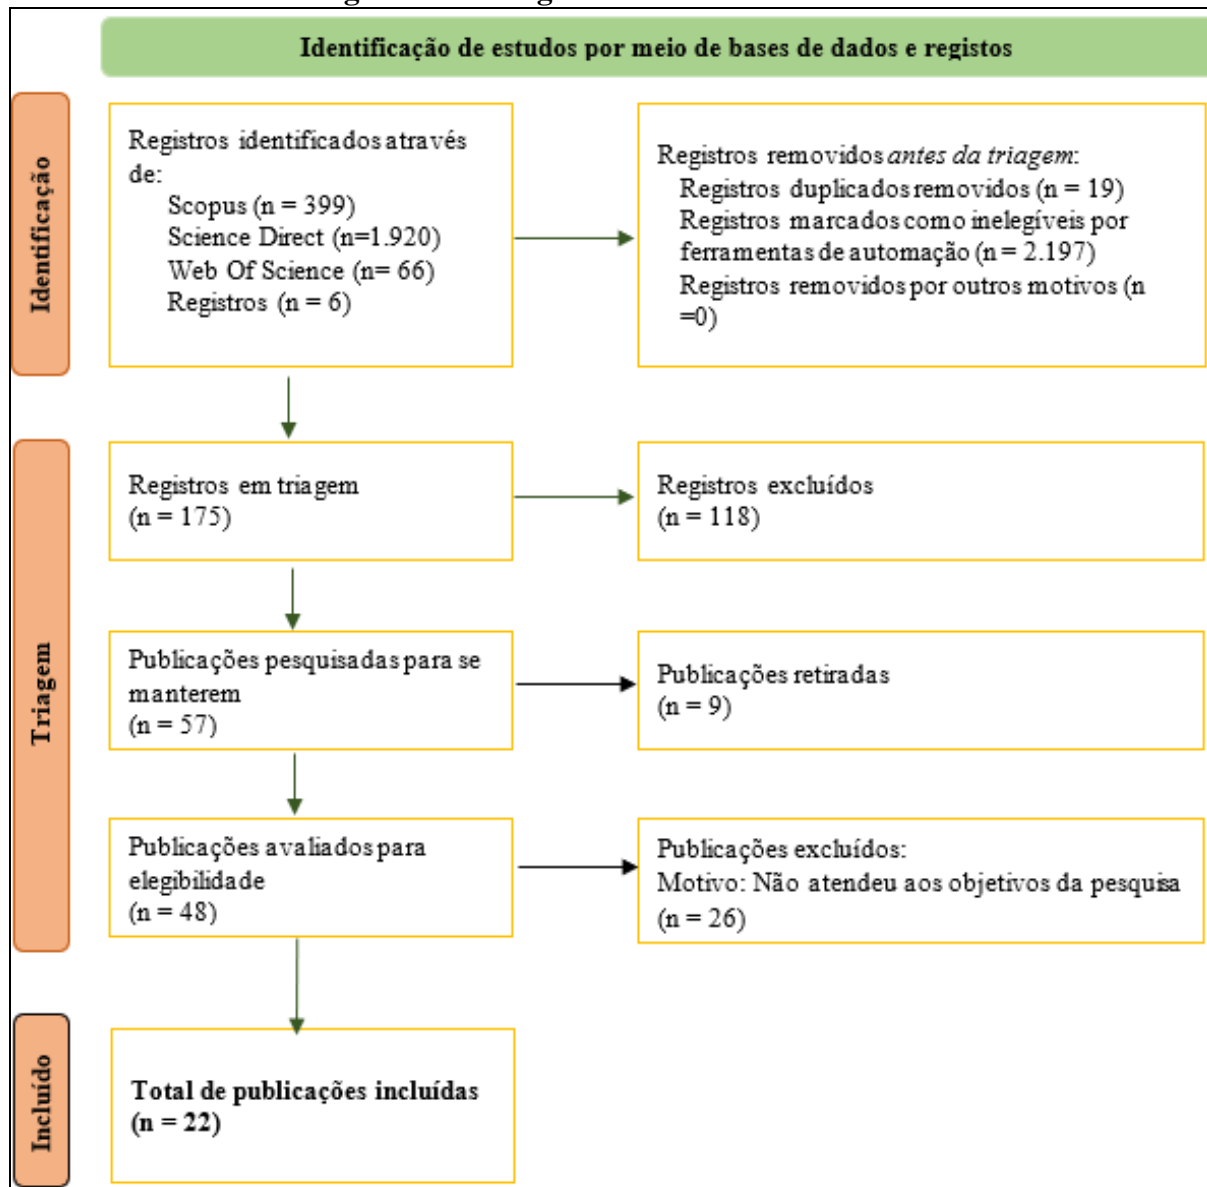 Identificação de estudos por meio de bases de dados e registos
Identificação
Registros identificados através
de:
Scopus (n = 399)
Science Direct (n=1.920)
Web Of Science (n= 66)
Registros (n = 6)
Registros removidos antes da triagem:
Registros duplicados removidos (n = 19)
Registros marcados como inelegíveis por
ferramentas de automação (n = 2.197)
Registros removidos por outros motivos (n
=0)
Triagem
Registros em triagem
(n = 175)
Registros excluídos
(n = 118)
Publicações pesquisadas para se
manterem
(n = 57)
Publicações retiradas
(n = 9)
Publicações avaliados para
elegibilidade
(n = 48)
Publicações excluídos:
Motivo: Não atendeu aos objetivos da pesquisa
(n = 26)
Incluído
Total de publicações incluídas
(n = 22)